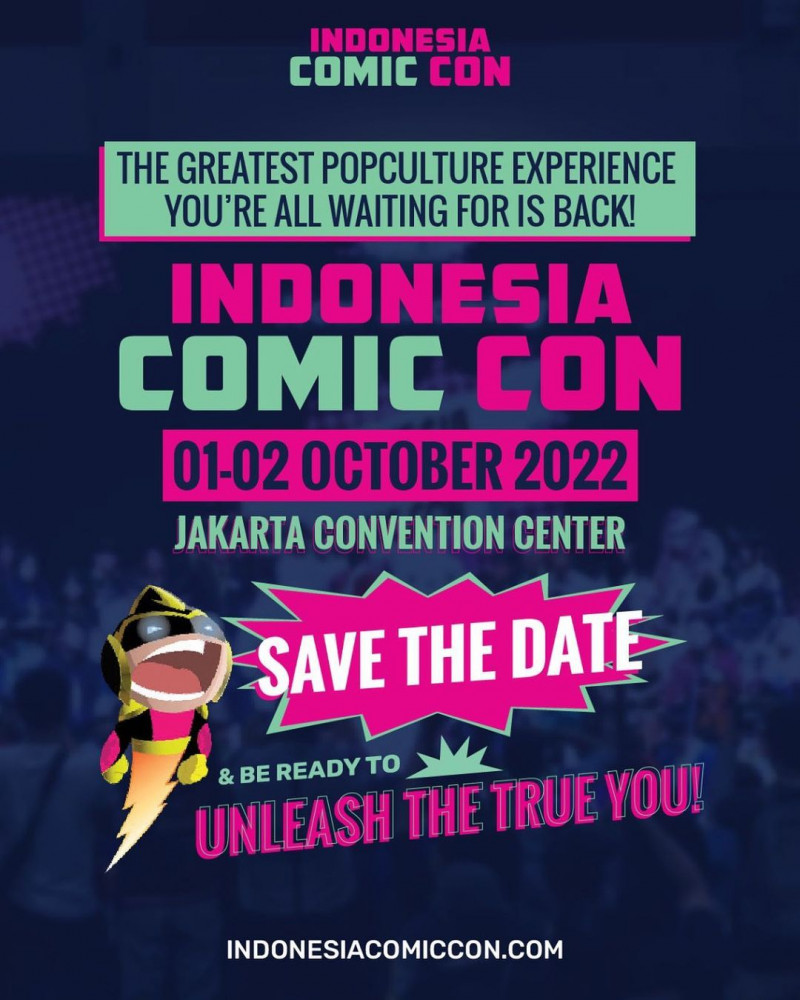 INDONESIA
COMIC CON
THE GREATEST POPCULTURE EXPERIENCE
YOU'RE ALL WAITING FOR IS BACK!
INDONESIA
COMIC CON
01-02 OCTOBER 2022
JAKARTA CONVENTION CENTER
SAVE THE DATE
& BE READY TO
UNLEASH THE TRUE YOU!
INDONESIACOMICCON.COM